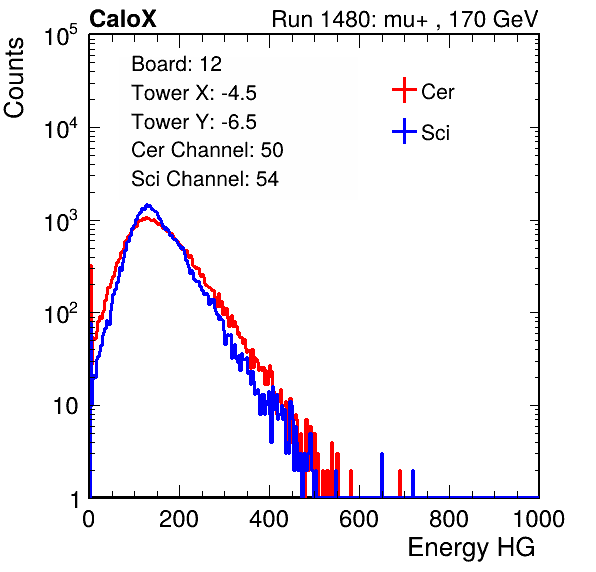 CaloX Run 1480: mu+ , 170 GeV
Counts
10^5
10^4
10^3
10^2
10
1
Board: 12
Tower X: -4.5
Tower Y: -6.5
Cer Channel: 50
Sci Channel: 54
Cer
Sci
0 200 400 600 800 1000
Energy HG